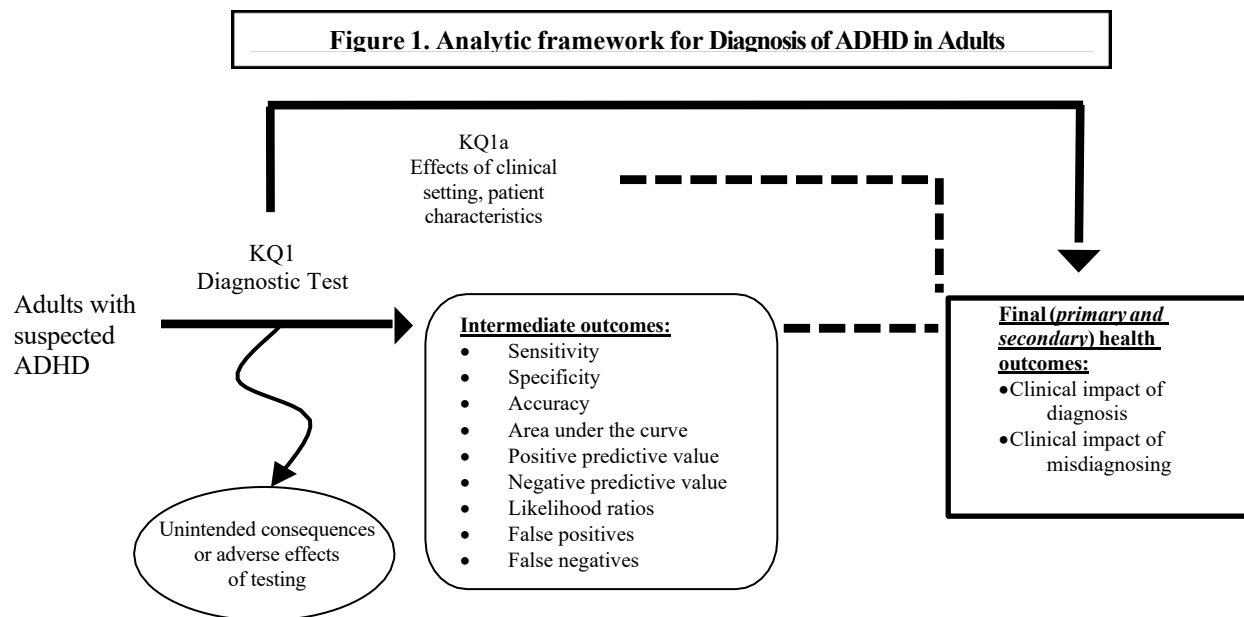 Figure 1. Analytic framework for Diagnosis of ADHD in Adults
KQ1a
Effects of clinical
setting, patient
characteristics
KQ1
Diagnostic Test
Adults with
suspected
ADHD
Intermediate outcomes:
• Sensitivity
• Specificity
• Accuracy
• Area under the curve
• Positive predictive value
• Negative predictive value
• Likelihood ratios
• False positives
• False negatives
Final (primary and
secondary) health
outcomes:
•Clinical impact of
diagnosis
•Clinical impact of
misdiagnosing
Unintended consequences
or adverse effects
of testing